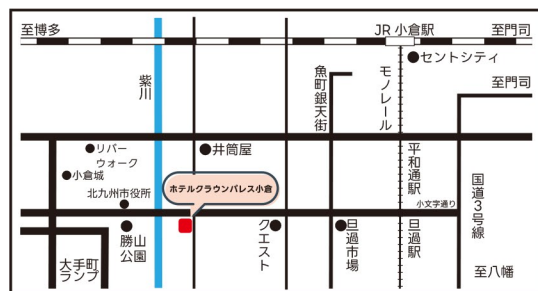 至博多
JR 小倉駅
至門司
セントシティ
紫川
魚町銀天街
モノレール
至門司
リバー
ウォーク
井筒屋
小倉城
ホテルクラウンパレス小倉
北九州市役所
平和通駅
国道3号線
小文字通り
勝山
公園
クエスト
旦過市場
旦過駅
大手町
ランプ
至八幡